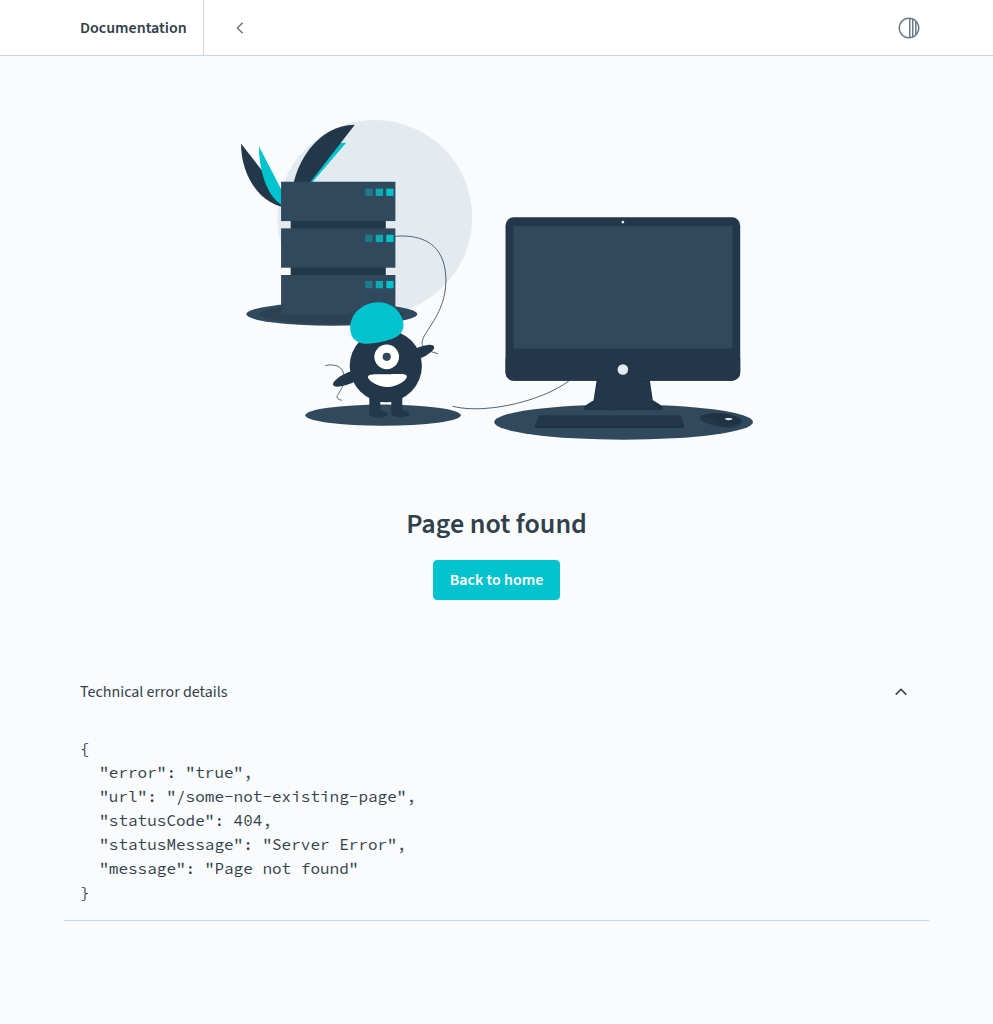 Documentation
Page not found
Back to home
Technical error details
{
  "error": "true",
  "url": "/some-not-existing-page",
  "statusCode": 404,
  "statusMessage": "Server Error",
  "message": "Page not found"
}